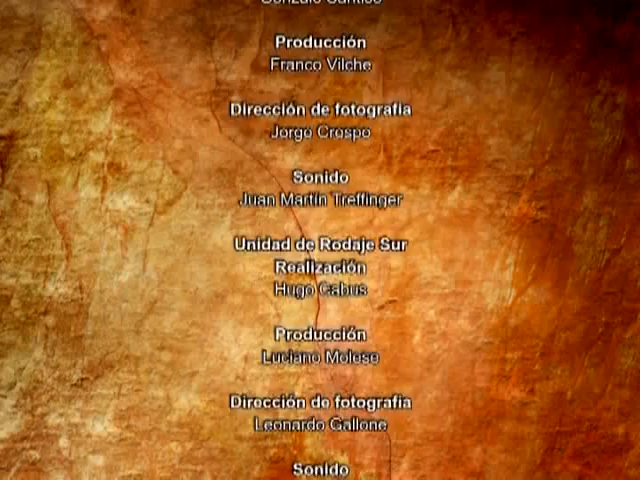 Producción
Franco Vilche
Dirección de fotografía
Jorge Crespo
Sonido
Juan Martín Treffinger
Unidad de Rodaje Sur
Realización
Hugo Cabus
Producción
Luciano Molese
Dirección de fotografía
Leonardo Gallone
Sonido